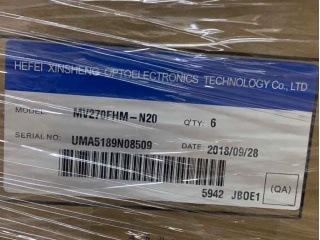 HEFEI XINSHENG OPTOELECTRONICS TECHNOLOGY Co., LTD
MODEL: MV270FHM-N20 Q'TY: 6
SERIAL NO: UMA5189N08509 DATE: 2018/09/28
5942 JBOE1 (QA)